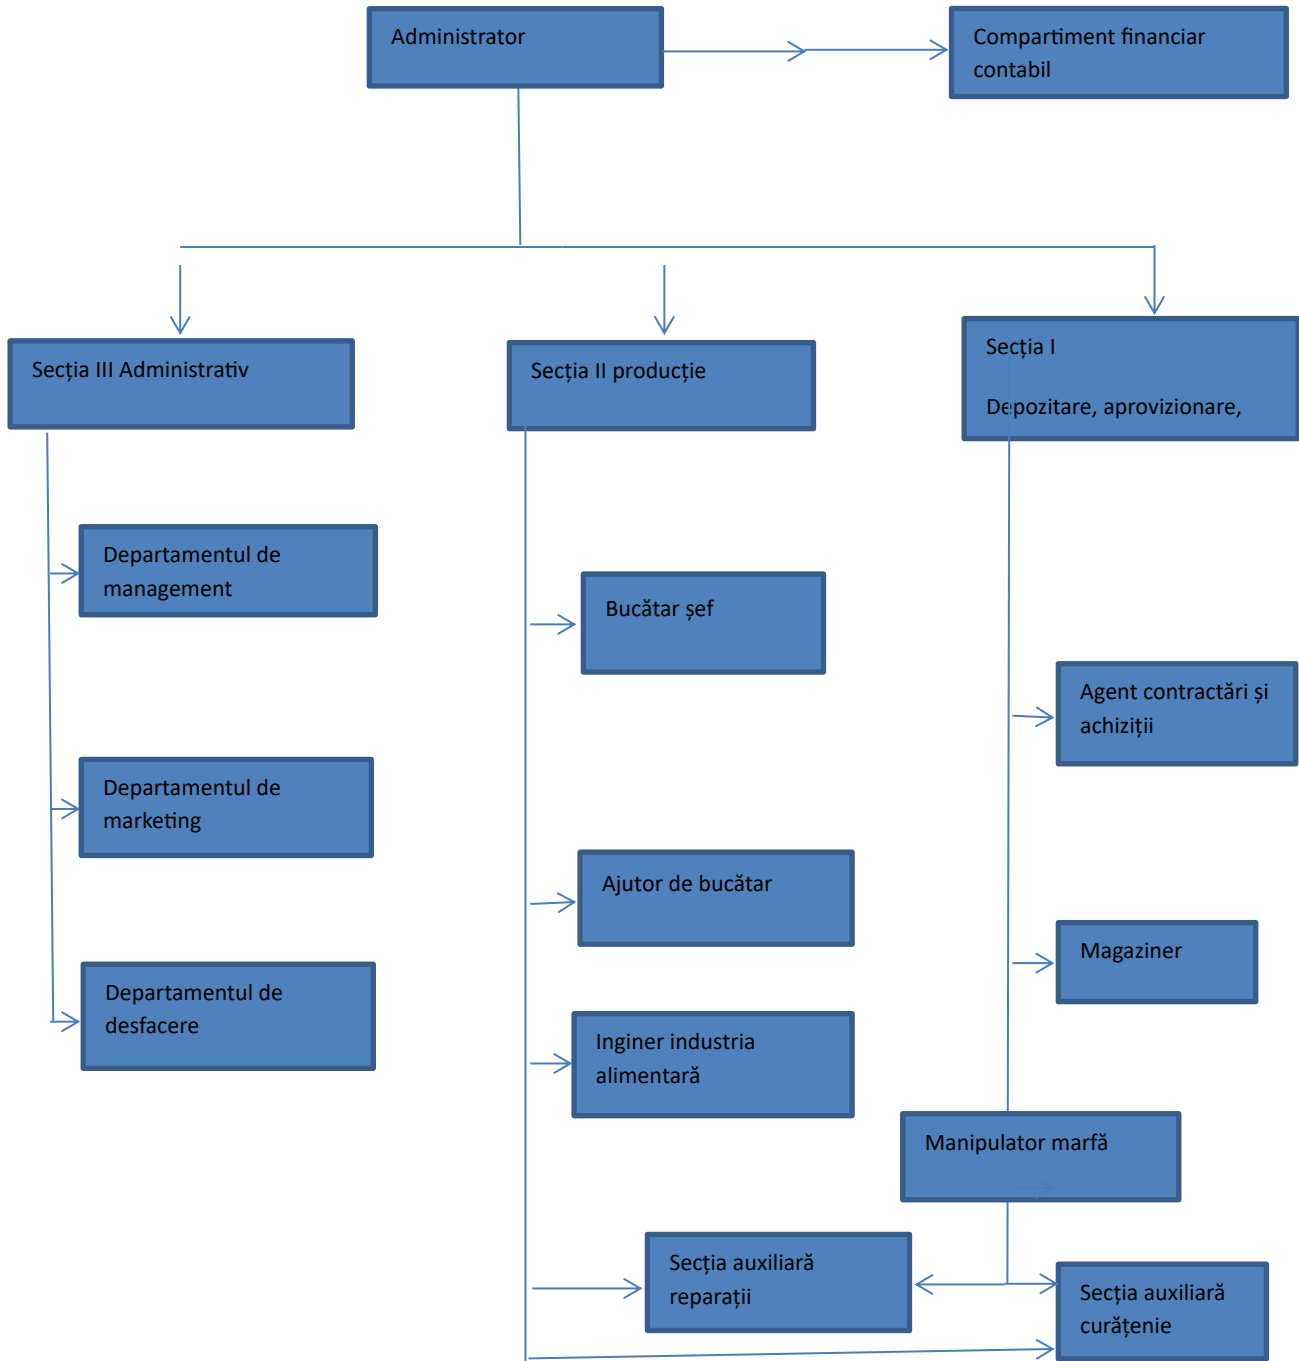 Administrator
Compartiment financiar
contabil
Secția III Administrativ
Secția II producție
Secția I
Depozitare, aprovizionare,
Departamentul de
management
Bucătar șef
Agent contractări și
achiziții
Departamentul de
marketing
Ajutor de bucătar
Magaziner
Departamentul de
desfacere
Inginer industria
alimentară
Manipulator marfă
Secția auxiliară
reparații
Secția auxiliară
curățenie